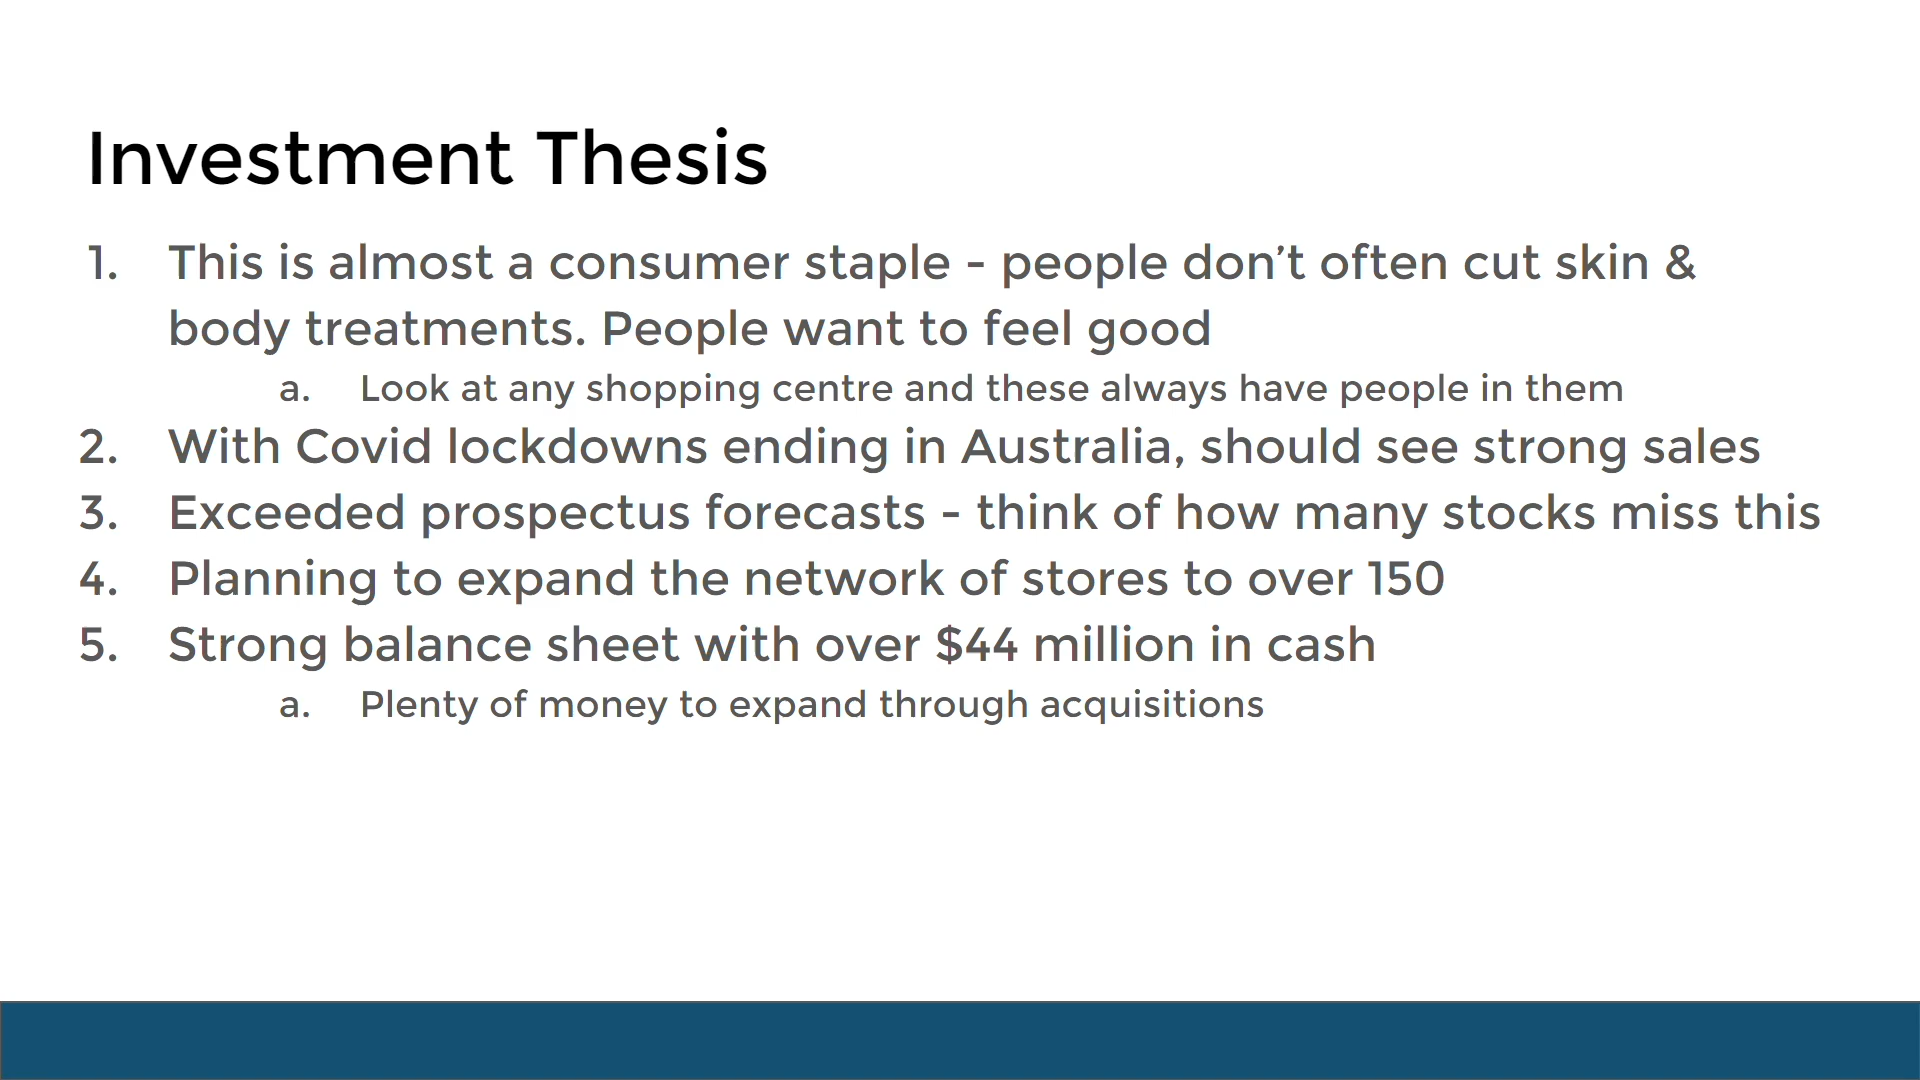 Investment Thesis
1. This is almost a consumer staple - people don’t often cut skin &
body treatments. People want to feel good
a. Look at any shopping centre and these always have people in them
2. With Covid lockdowns ending in Australia, should see strong sales
3. Exceeded prospectus forecasts - think of how many stocks miss this
4. Planning to expand the network of stores to over 150
5. Strong balance sheet with over $44 million in cash
a. Plenty of money to expand through acquisitions